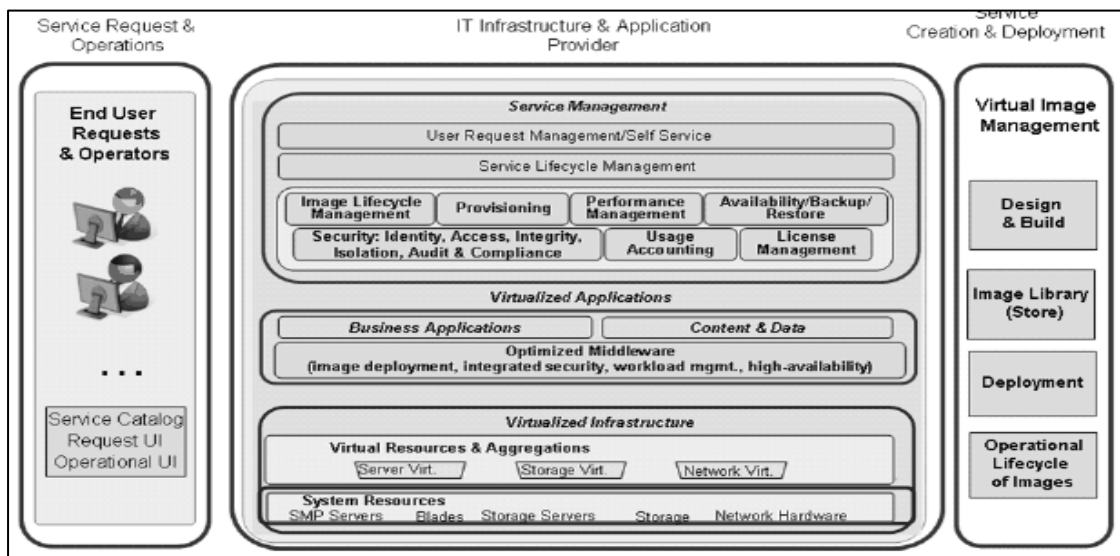 Service Request &
Operations
End User
Requests
& Operators
...
Service Catalog
Request UI
Operational UI
IT Infrastructure & Application
Provider
Service Management
User Request Management/Self Service
Service Lifecycle Management
Image Lifecycle
Management
Provisioning
Performance
Management
Availability/Backup/
Restore
Security: Identity, Access, Integrity,
Isolation, Audit & Compliance
Usage
Accounting
License
Management
Virtualized Applications
Business Applications
Content & Data
Optimized Middleware
(image deployment, integrated security, workload mgmt., high-availability)
Virtualized Infrastructure
Virtual Resources & Aggregations
Server Virt.
Storage Virt.
Network Virt.
System Resources
SMP Servers
Blades
Storage Servers
Storage
Network Hardware
Service
Creation & Deployment
Virtual Image
Management
Design
& Build
Image Library
(Store)
Deployment
Operational
Lifecycle
of Images